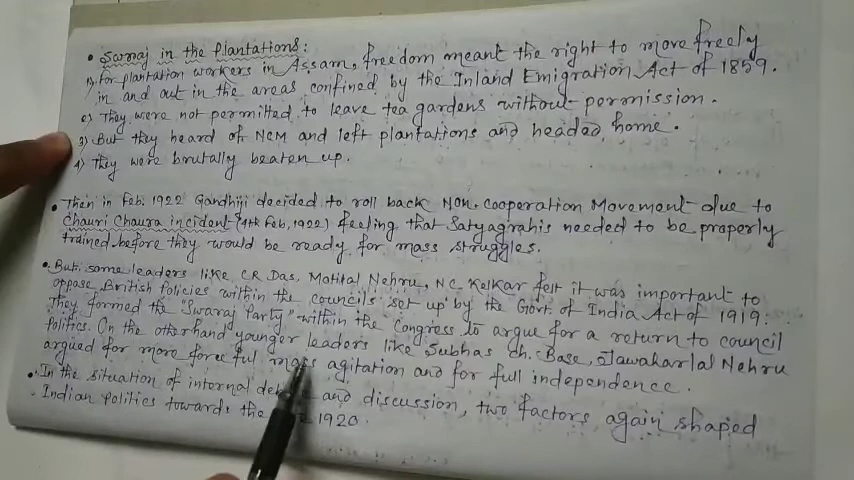 • Swaraj in the Plantations:
1) For plantation workers in Assam, freedom meant the right to move freely
in and out in the areas confined by the Inland Emigration Act of 1859.
2) They were not permitted to leave tea gardens without permission.
3) But they heard of NCM and left plantations and headed home.
4) They were brutally beaten up.
• Then in Feb. 1922 Gandhiji decided to roll back Non-Cooperation Movement due to
Chauri Chaura incident (4th Feb, 1922) feeling that Satyagrahis needed to be properly
trained before they would be ready for mass struggles.
• But some leaders like CR Das, Motital Nehru, N.C. Kelkar felt it was important to
oppase British Policies within the councils set up by the Govt. of India Act of 1919.
They formed the "Swaraj Party" within the Congress to argue for a return to council
Politics. On the otherhand younger leaders like Subhas ch. Base, Jawaharlal Nehru
argued for more forceful mass agitation and for full independence.
• In the situation of internal and discussion, two factors again shaped
Indian Politics towards the 1920.